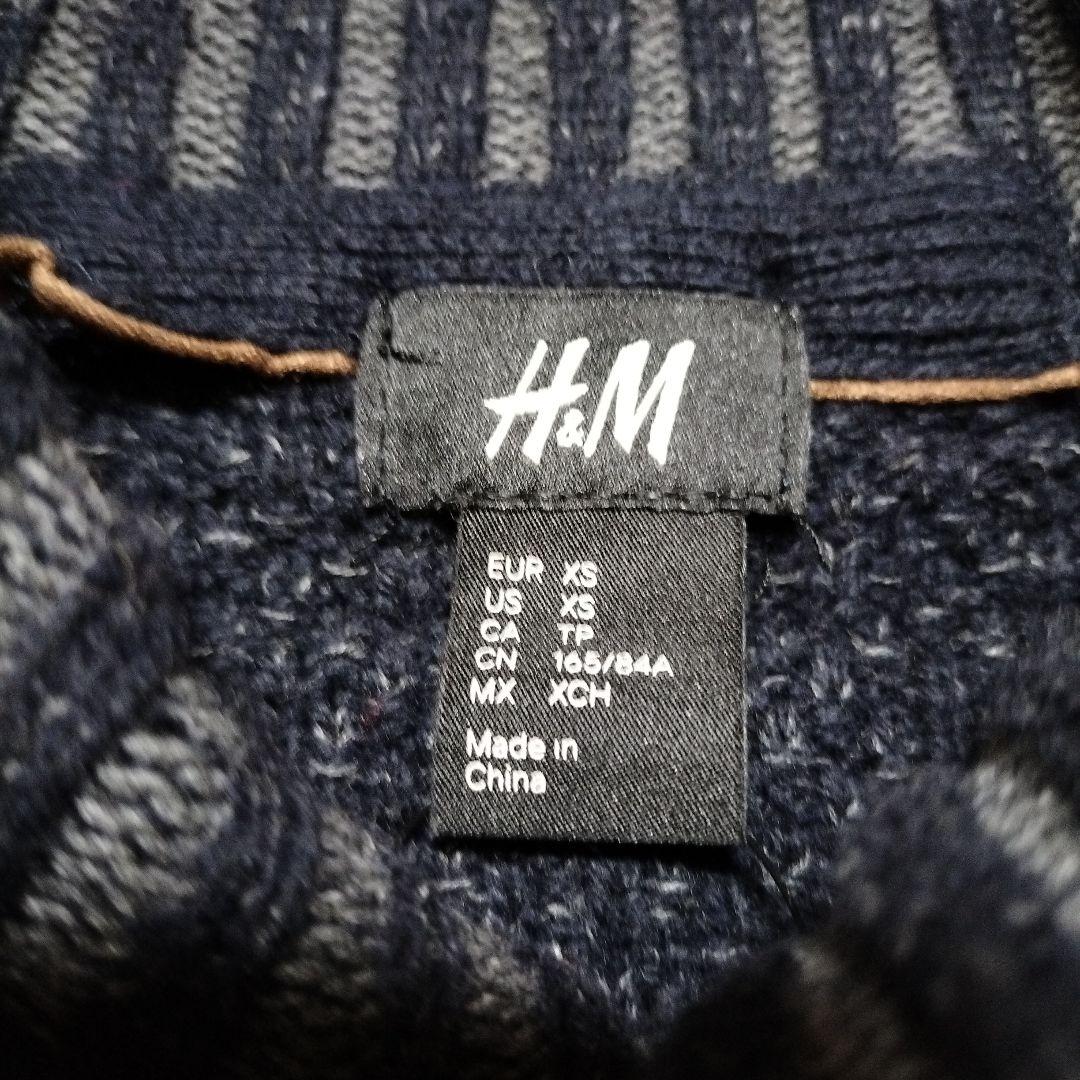 H&M
EUR XS
US XS
CA TP
CN 165/84A
MX XCH
Made in
China